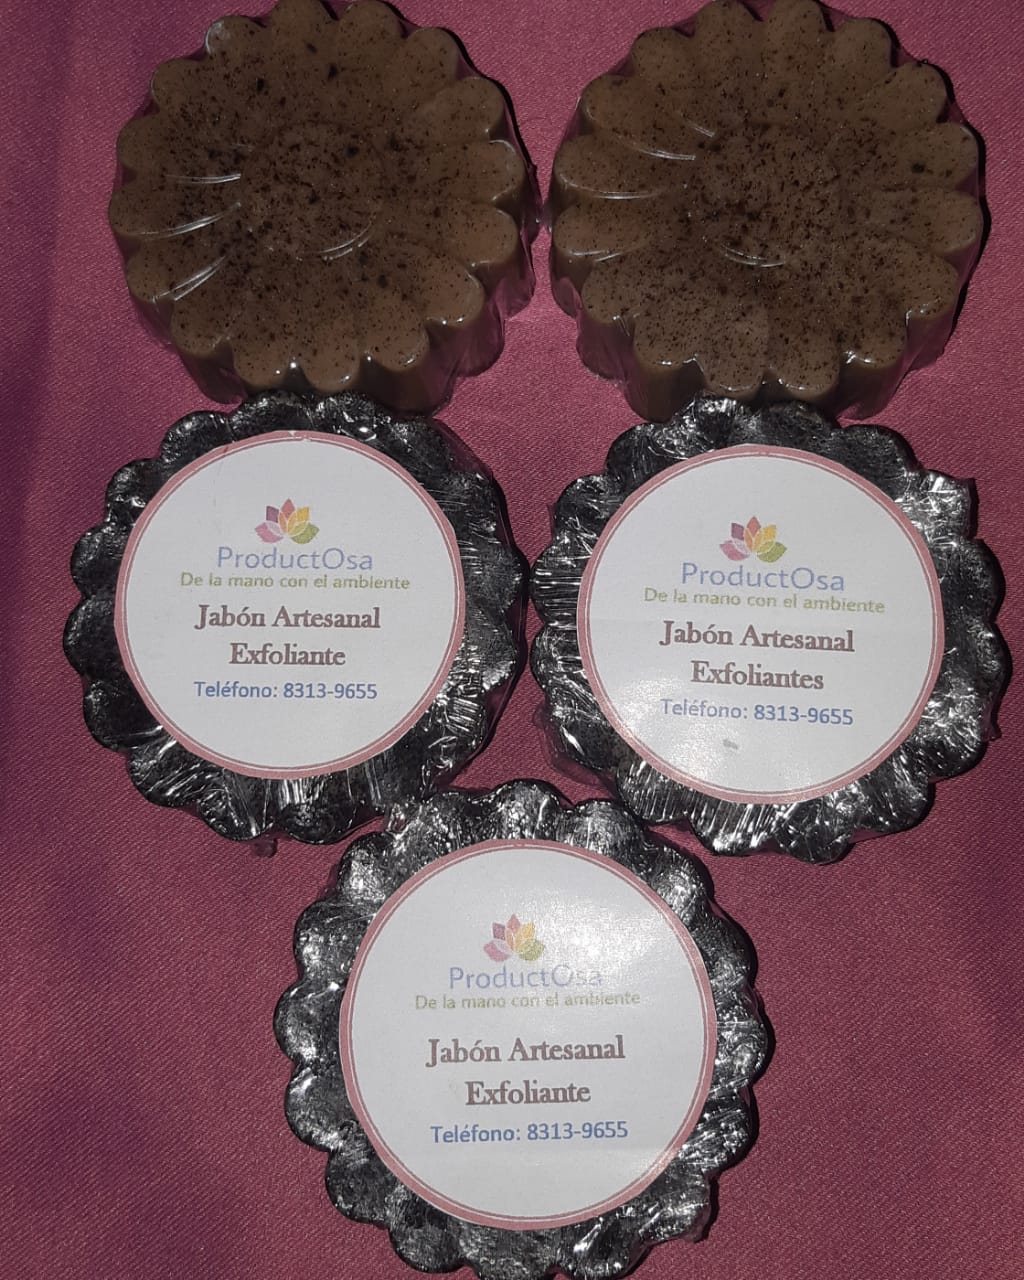 ProductOsa
De la mano con el ambiente
Jabón Artesanal
Exfoliante
Teléfono: 8313-9655
ProductOsa
De la mano con el ambiente
Jabón Artesanal
Exfoliantes
Teléfono: 8313-9655
ProductOsa
De la mano con el ambiente
Jabón Artesanal
Exfoliante
Teléfono: 8313-9655